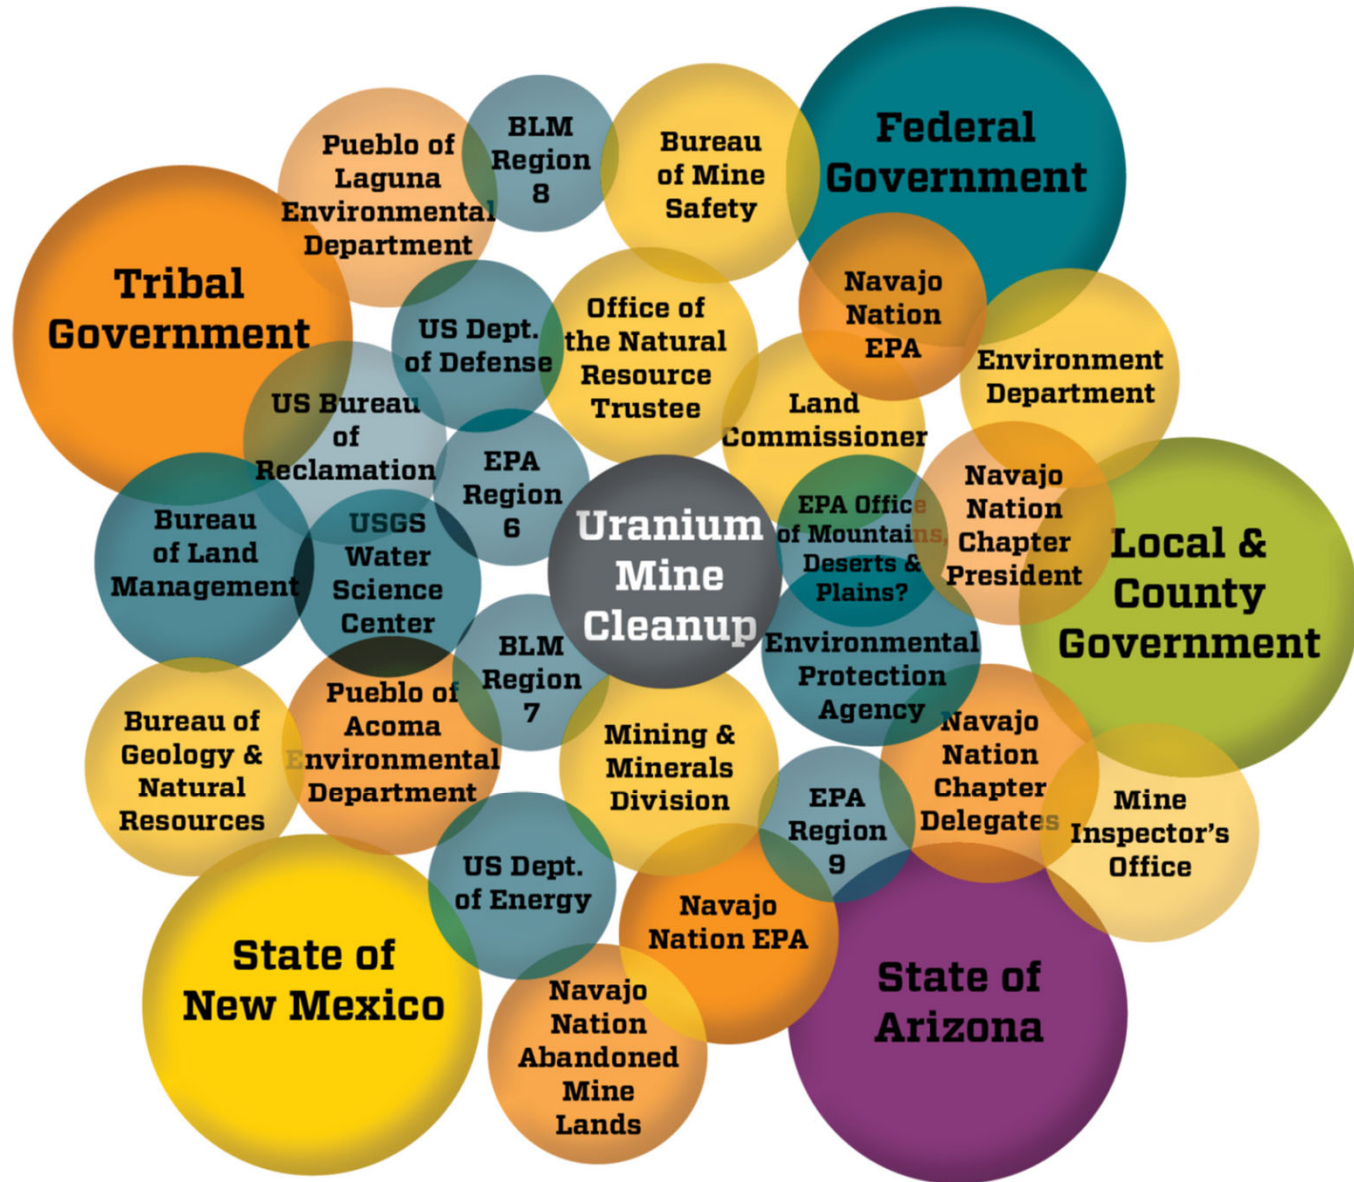 Pueblo of
Laguna
Environmental
Department
BLM
Region
8
Bureau
of Mine
Safety
Federal
Government
Tribal
Government
US Dept.
of Defense
Office of
the Natural
Resource
Trustee
Navajo
Nation
EPA
Environment
Department
Land
Commissioner
US Bureau
of
Reclamation
EPA
Region
6
Uranium
Mine
Cleanup
EPA Office
of Mountains,
Deserts &
Plains?
Navajo
Nation
Chapter
President
Local &
County
Government
Bureau
of Land
Management
USGS
Water
Science
Center
BLM
Region
7
Environmental
Protection
Agency
Bureau of
Geology &
Natural
Resources
Pueblo of
Acoma
Environmental
Department
Mining &
Minerals
Division
EPA
Region
9
Navajo
Nation
Chapter
Delegates
Mine
Inspector's
Office
US Dept.
of Energy
Navajo
Nation EPA
State of
New Mexico
Navajo
Nation
Abandoned
Mine
Lands
State of
Arizona